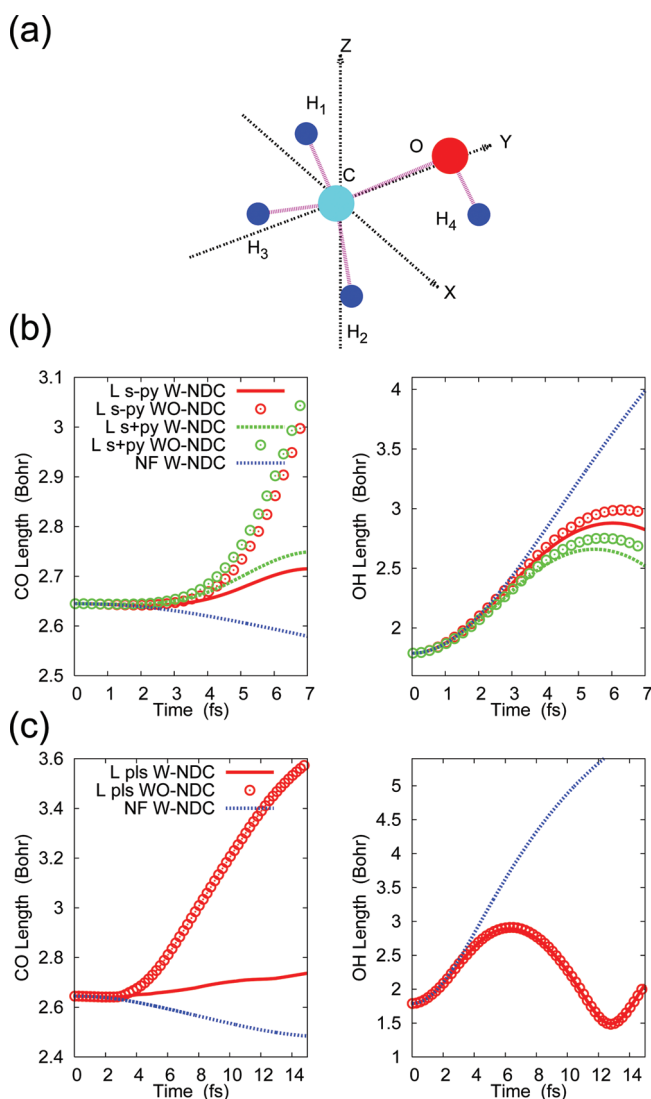 (a)
Z
H1
O
Y
C
H3
H4
X
H2
(b)
3.1
3
2.9
2.8
2.7
2.6
2.5
CO Length (Bohr)
L s-py W-NDC
L s-py WO-NDC
L s+py W-NDC
L s+py WO-NDC
NF W-NDC
0 1 2 3 4 5 6 7
Time (fs)
4
3.5
3
2.5
2
OH Length (Bohr)
0 1 2 3 4 5 6 7
Time (fs)
(c)
3.6
3.4
3.2
3
2.8
2.6
2.4
CO Length (Bohr)
L pls W-NDC
L pls WO-NDC
NF W-NDC
0 2 4 6 8 10 12 14
Time (fs)
5
4.5
4
3.5
3
2.5
2
1.5
1
OH Length (Bohr)
0 2 4 6 8 10 12 14
Time (fs)